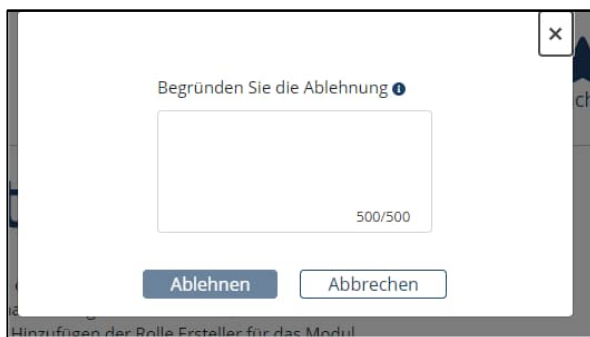 ×
Begründen Sie die Ablehnung
500/500
Ablehnen Abbrechen
Hinzufügen der Rolle Ersteller für das Modul